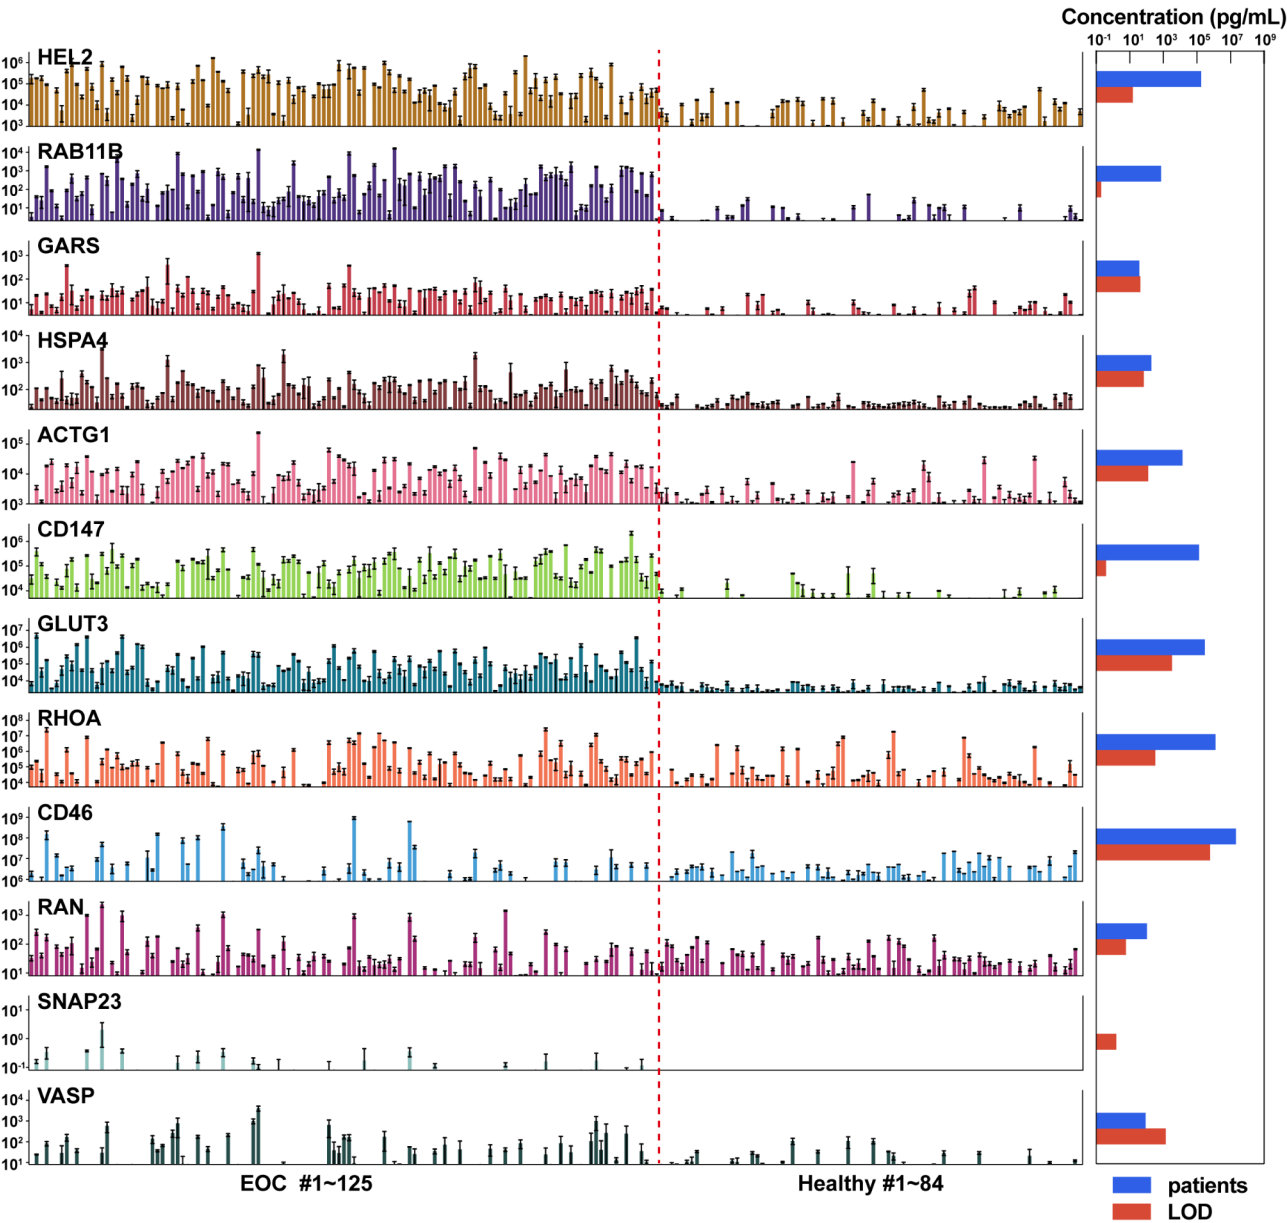 Concentration (pg/mL)
10⁻¹ 10¹ 10³ 10⁵ 10⁷ 10⁹
HEL2
10⁶
10⁵
10⁴
10³
RAB11B
10⁴
10³
10²
10¹
GARS
10³
10²
10¹
HSPA4
10⁴
10³
10²
ACTG1
10⁵
10⁴
10³
CD147
10⁶
10⁵
10⁴
GLUT3
10⁷
10⁶
10⁵
10⁴
RHOA
10⁸
10⁷
10⁶
10⁵
10⁴
CD46
10⁹
10⁸
10⁷
10⁶
RAN
10³
10²
10¹
SNAP23
10¹
10⁰
10⁻¹
VASP
10⁴
10³
10²
10¹
EOC #1~125
Healthy #1~84
patients
LOD